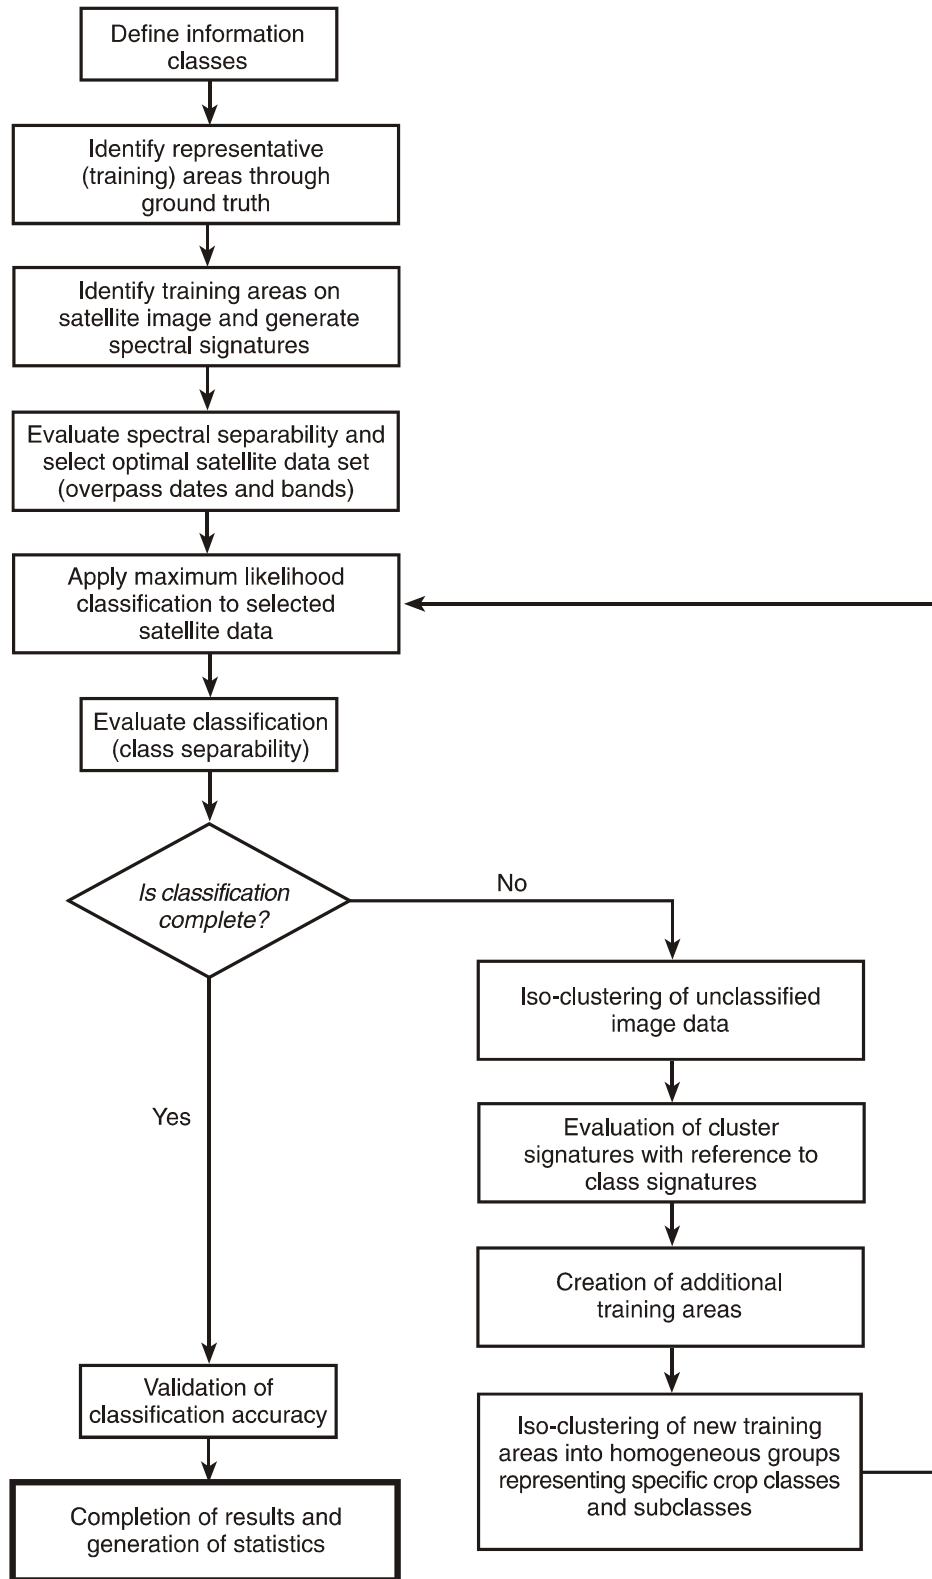 Define information
classes
Identify representative
(training) areas through
ground truth
Identify training areas on
satellite image and generate
spectral signatures
Evaluate spectral separability and
select optimal satellite data set
(overpass dates and bands)
Apply maximum likelihood
classification to selected
satellite data
Evaluate classification
(class separability)
Is classification
complete?
No
Iso-clustering of unclassified
image data
Evaluation of cluster
signatures with reference to
class signatures
Creation of additional
training areas
Iso-clustering of new training
areas into homogeneous groups
representing specific crop classes
and subclasses
Yes
Validation of
classification accuracy
Completion of results and
generation of statistics